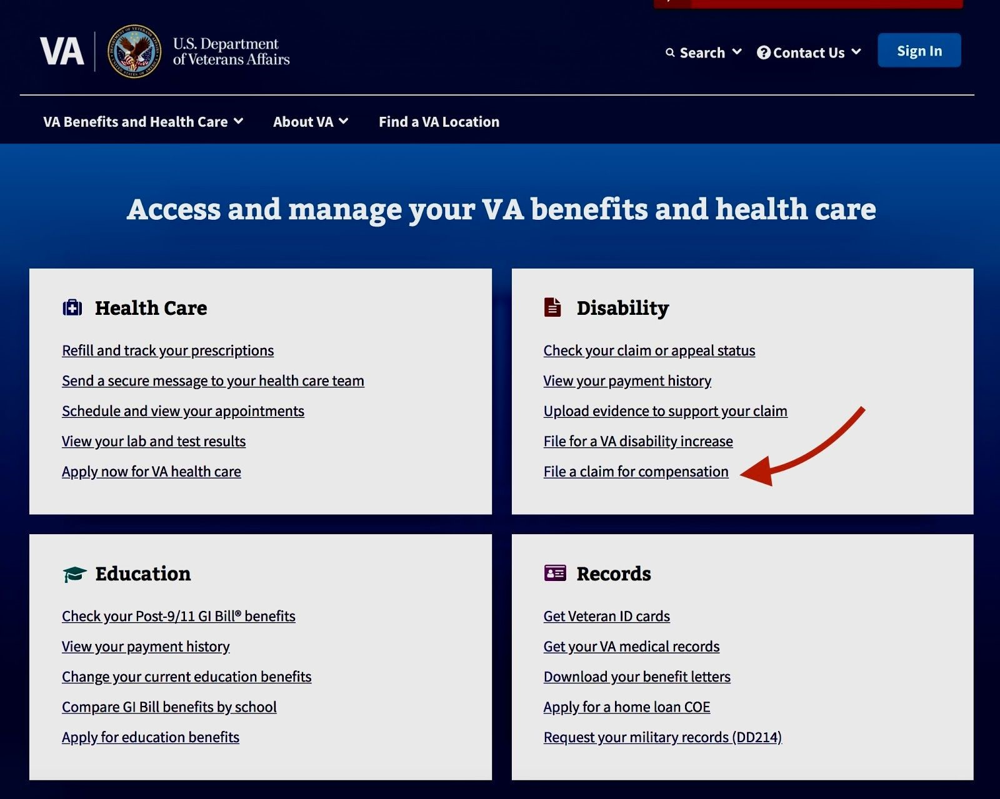 VA
U.S. Department
of Veterans Affairs
Search
Contact Us
Sign In
VA Benefits and Health Care
About VA
Find a VA Location
Access and manage your VA benefits and health care
Health Care
Refill and track your prescriptions
Send a secure message to your health care team
Schedule and view your appointments
View your lab and test results
Apply now for VA health care
Disability
Check your claim or appeal status
View your payment history
Upload evidence to support your claim
File for a VA disability increase
File a claim for compensation
Education
Check your Post-9/11 GI Bill® benefits
View your payment history
Change your current education benefits
Compare GI Bill benefits by school
Apply for education benefits
Records
Get Veteran ID cards
Get your VA medical records
Download your benefit letters
Apply for a home loan COE
Request your military records (DD214)